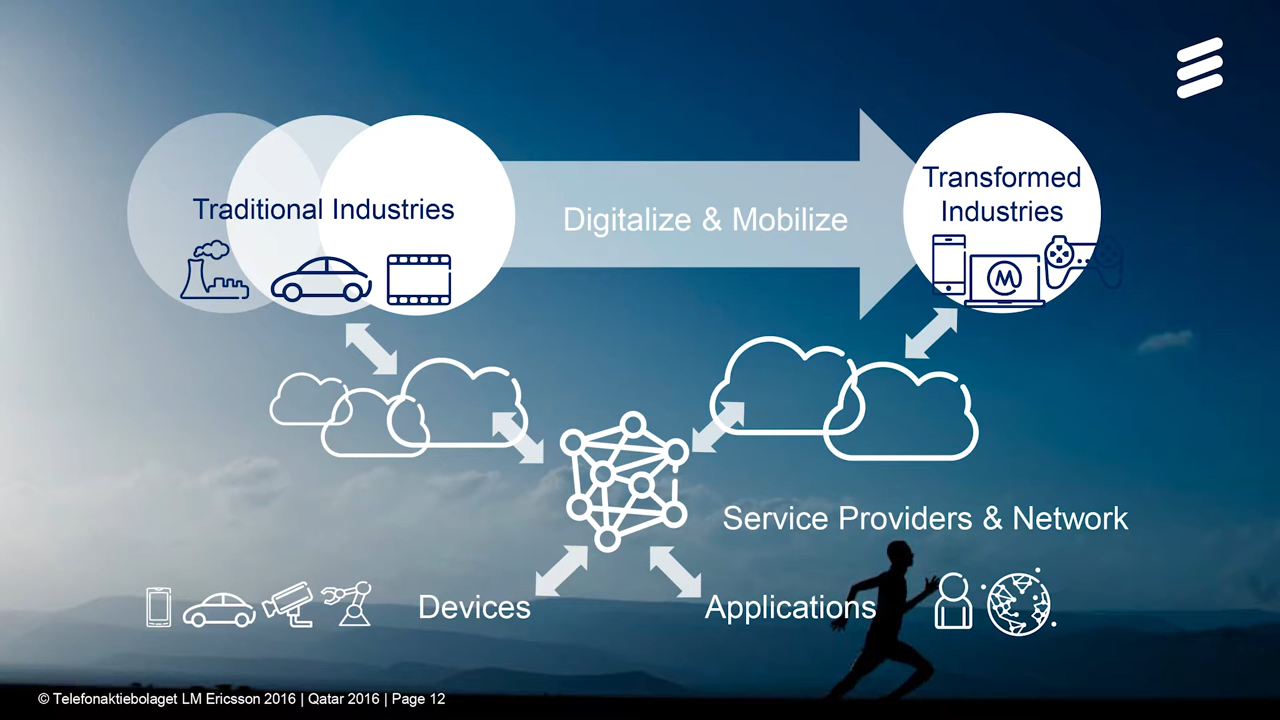 Traditional Industries
Digitalize & Mobilize
Transformed
Industries
M
Service Providers & Network
Devices
Applications
© Telefonaktiebolaget LM Ericsson 2016 | Qatar 2016 | Page 12